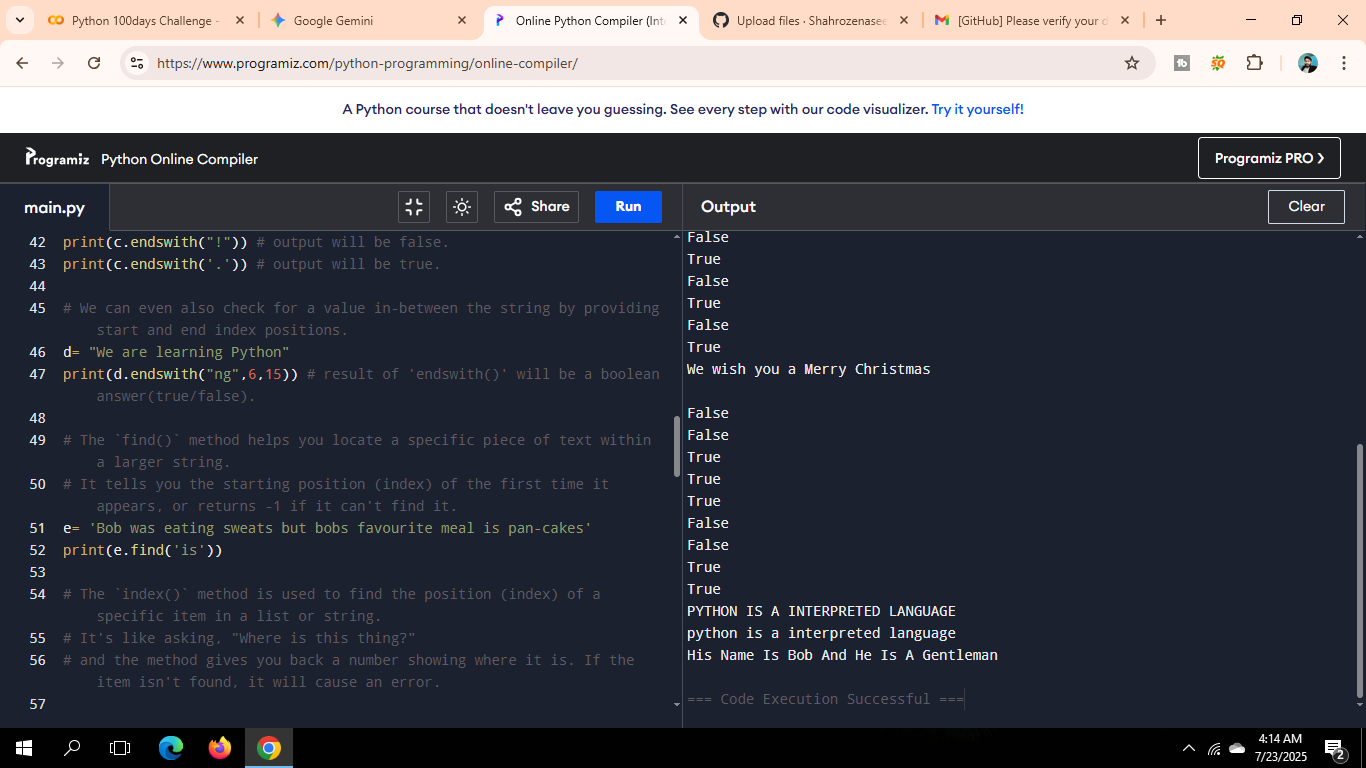 Python 100days Challenge -
Google Gemini
Online Python Compiler (Int
Upload files · Shahrozenase
[GitHub] Please verify your d
https://www.programiz.com/python-programming/online-compiler/
A Python course that doesn't leave you guessing. See every step with our code visualizer. Try it yourself!
Programiz Python Online Compiler
Programiz PRO ❯
main.py
Share
Run
Output
Clear
42 print(c.endswith("!")) # output will be false.
43 print(c.endswith('.')) # output will be true.
44
45 # We can even also check for a value in-between the string by providing
start and end index positions.
46 d= "We are learning Python"
47 print(d.endswith("ng",6,15)) # result of 'endswith()' will be a boolean
answer(true/false).
48
49 # The `find()` method helps you locate a specific piece of text within
a larger string.
50 # It tells you the starting position (index) of the first time it
appears, or returns -1 if it can't find it.
51 e= 'Bob was eating sweats but bobs favourite meal is pan-cakes'
52 print(e.find('is'))
53
54 # The `index()` method is used to find the position (index) of a
specific item in a list or string.
55 # It's like asking, "Where is this thing?"
56 # and the method gives you back a number showing where it is. If the
item isn't found, it will cause an error.
57
False
True
False
True
False
True
We wish you a Merry Christmas
False
False
True
True
True
False
False
True
True
PYTHON IS A INTERPRETED LANGUAGE
python is a interpreted language
His Name Is Bob And He Is A Gentleman
=== Code Execution Successful ===
4:14 AM
7/23/2025
2